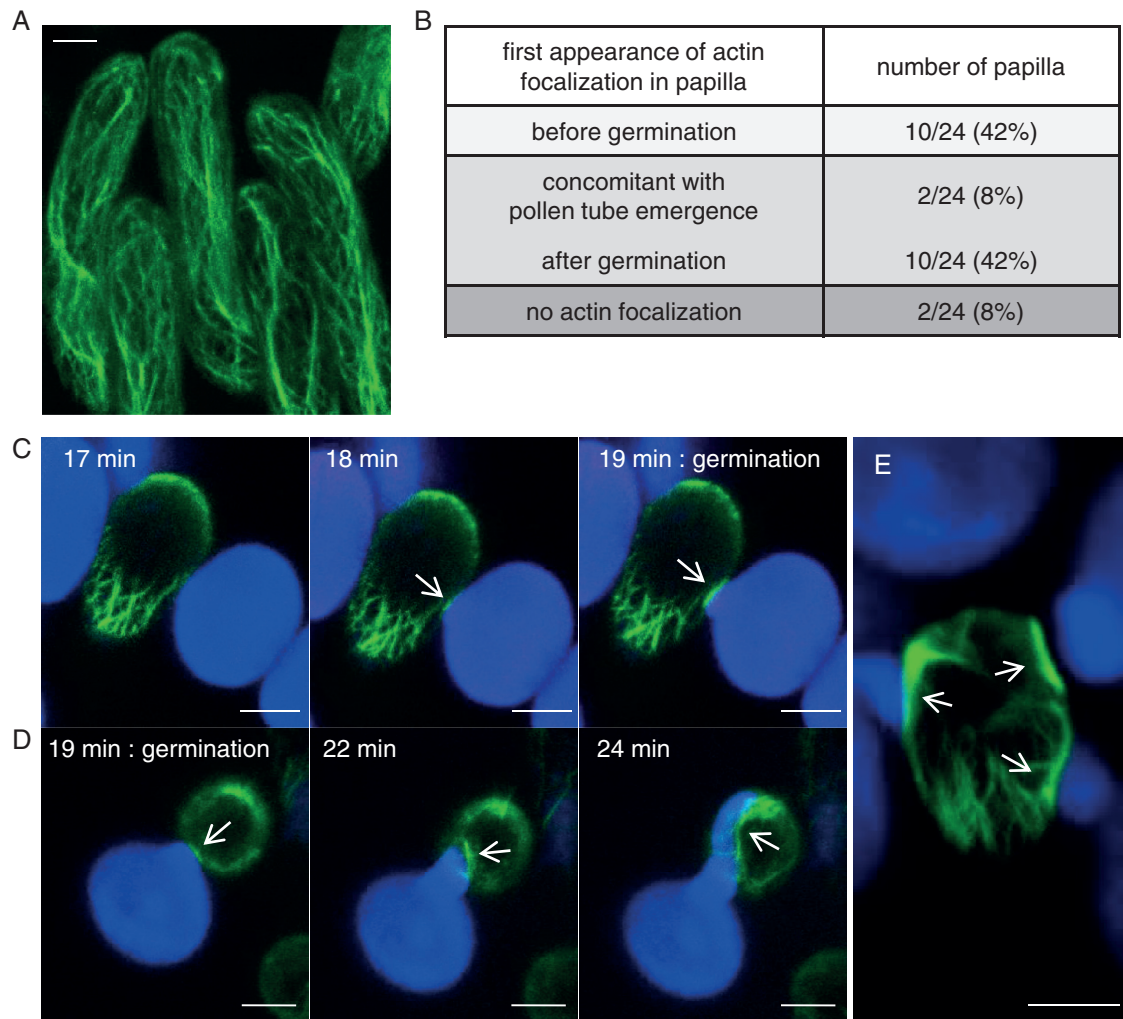 A
B
first appearance of actin
focalization in papilla
number of papilla
before germination
10/24 (42%)
concomitant with
pollen tube emergence
2/24 (8%)
after germination
10/24 (42%)
no actin focalization
2/24 (8%)
C
17 min
18 min
19 min : germination
E
D
19 min : germination
22 min
24 min